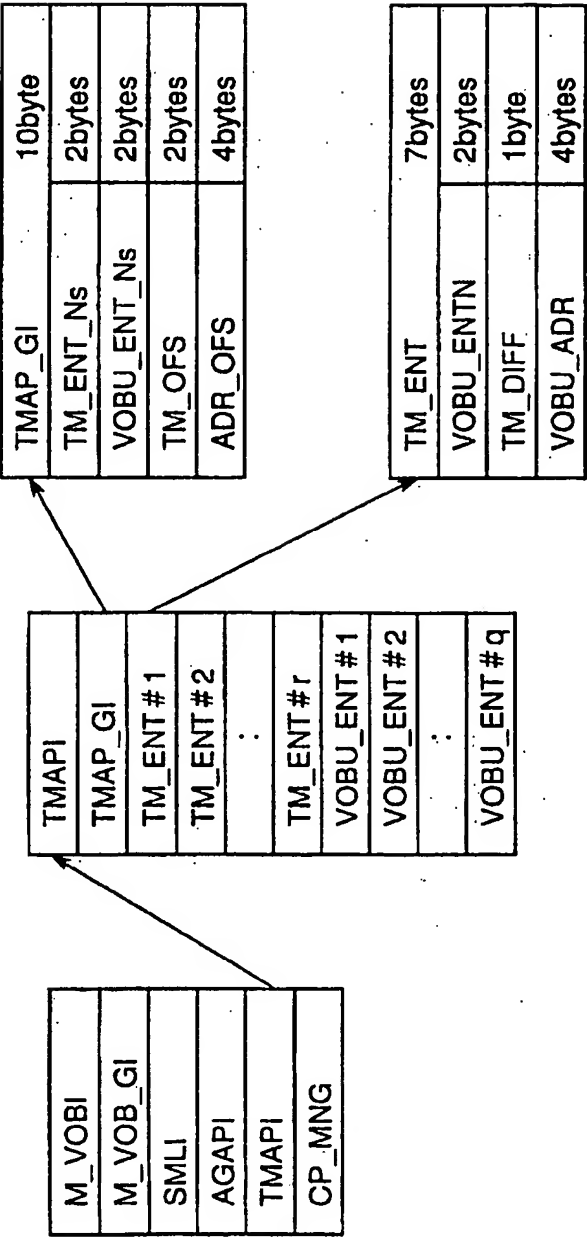 M_VOBI
M_VOB_GI
SMLI
AGAPI
TMAPI
CP_MNG
TMAPI
TMAP_GI
TM_ENT#1
TM_ENT#2
:
TM_ENT#r
VOBU_ENT#1
VOBU_ENT#2
:
VOBU_ENT#q
TMAP_GI 10byte
TM_ENT_Ns 2bytes
VOBU_ENT_Ns 2bytes
TM_OFS 2bytes
ADR_OFS 4bytes
TM_ENT 7bytes
VOBU_ENTN 2bytes
TM_DIFF 1byte
VOBU_ADR 4bytes